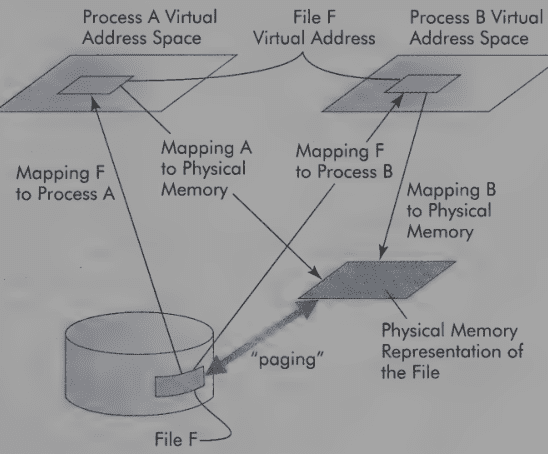 Process A Virtual
Address Space
File F
Virtual Address
Process B Virtual
Address Space
Mapping F
to Process A
Mapping A
to Physical
Memory
Mapping F
to Process B
Mapping B
to Physical
Memory
"paging"
Physical Memory
Representation of
the File
File F